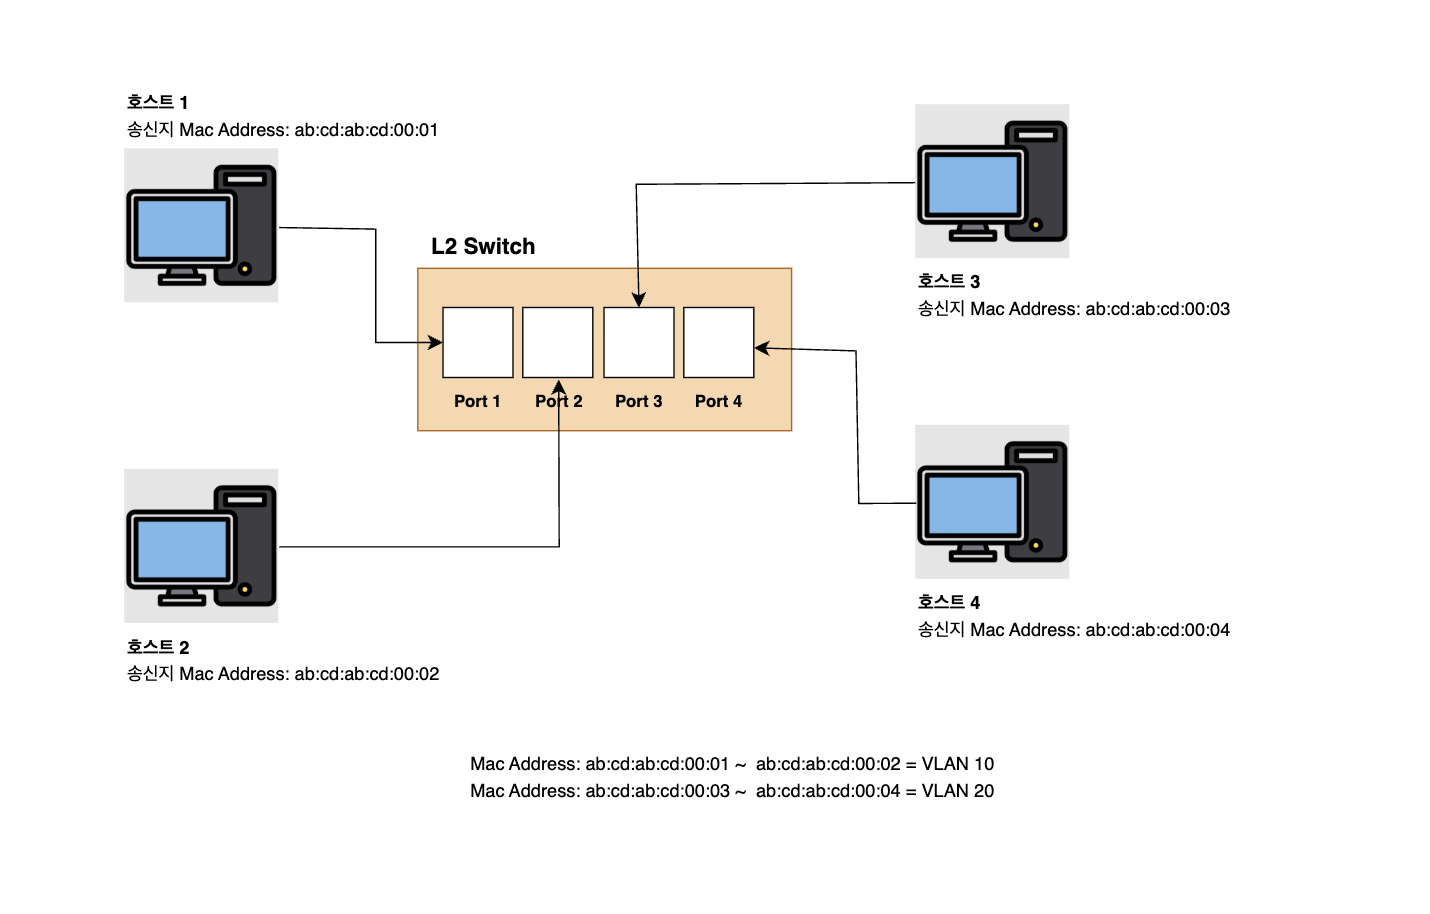 호스트 1
송신지 Mac Address: ab:cd:ab:cd:00:01
L2 Switch
Port 1
Port 2
Port 3
Port 4
호스트 3
송신지 Mac Address: ab:cd:ab:cd:00:03
호스트 2
송신지 Mac Address: ab:cd:ab:cd:00:02
호스트 4
송신지 Mac Address: ab:cd:ab:cd:00:04
Mac Address: ab:cd:ab:cd:00:01 ~ ab:cd:ab:cd:00:02 = VLAN 10
Mac Address: ab:cd:ab:cd:00:03 ~ ab:cd:ab:cd:00:04 = VLAN 20